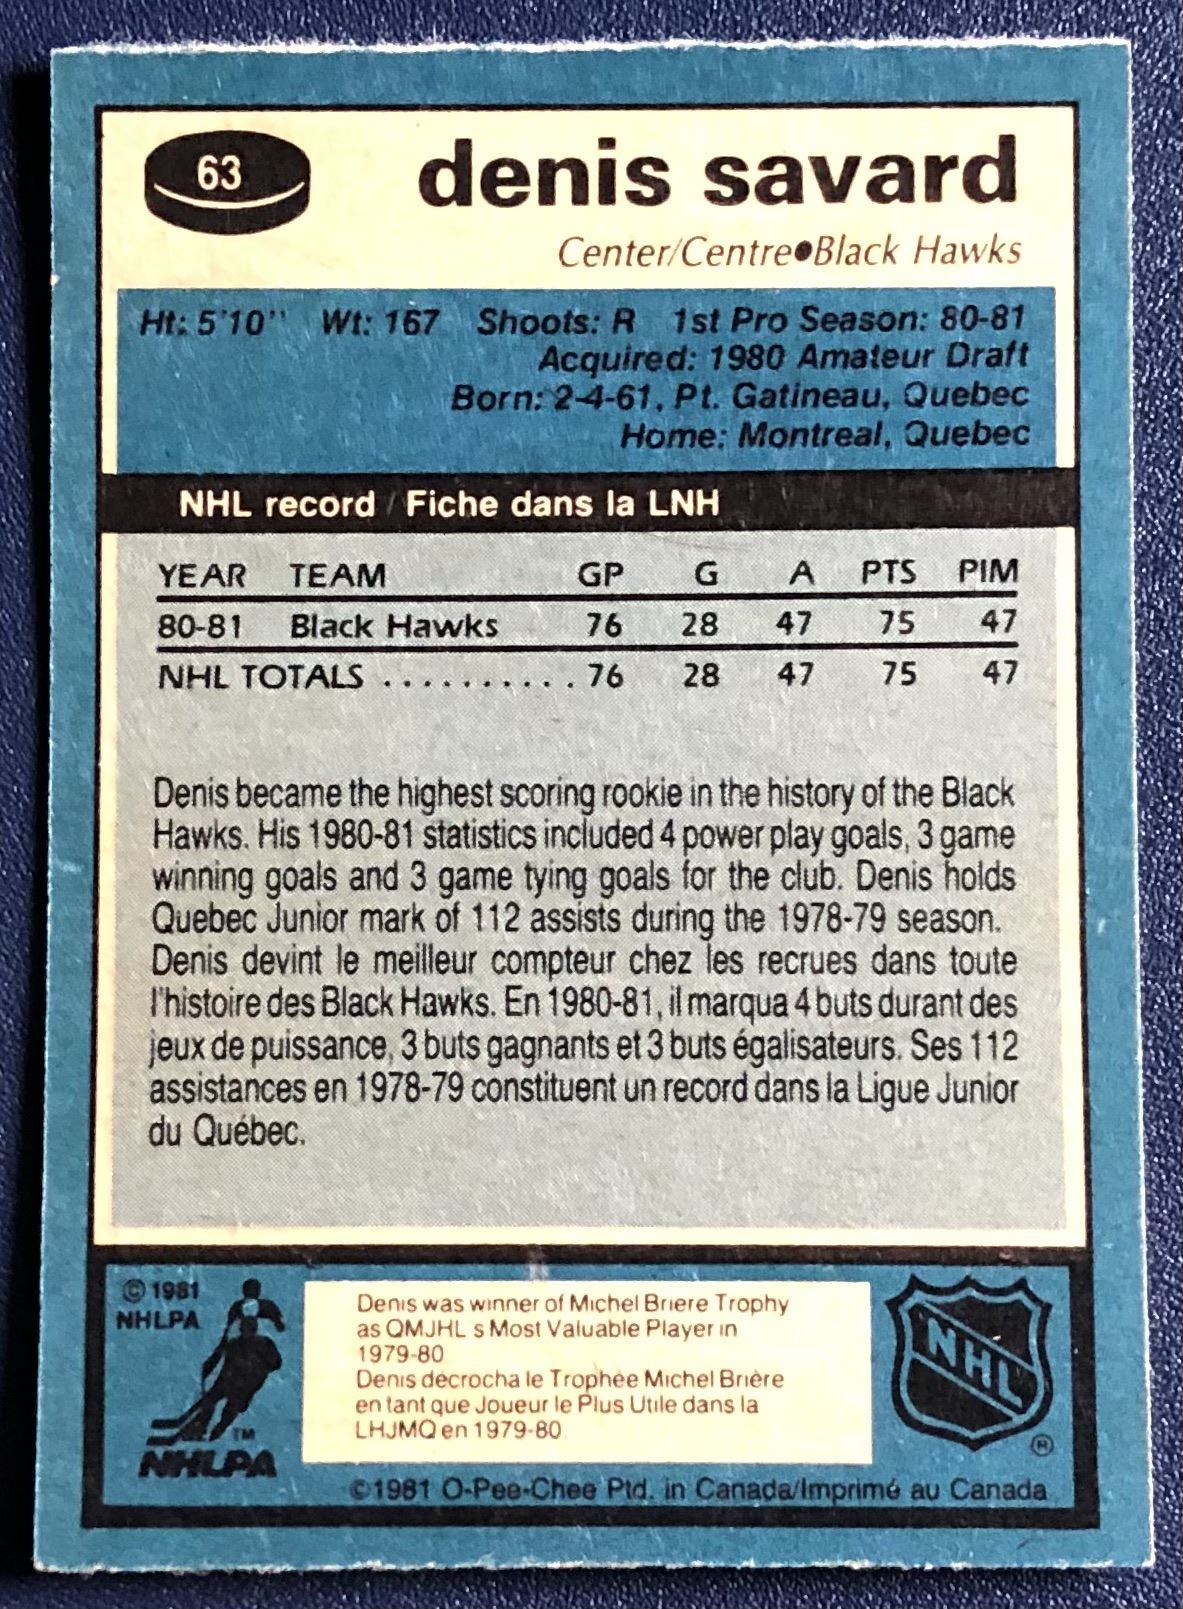 63
denis savard
Center/Centre●Black Hawks
Ht: 5'10" Wt: 167 Shoots: R 1st Pro Season: 80-81
Acquired: 1980 Amateur Draft
Born: 2-4-61, Pt. Gatineau, Quebec
Home: Montreal, Quebec
NHL record / Fiche dans la LNH
YEAR TEAM GP G A PTS PIM
80-81 Black Hawks 76 28 47 75 47
NHL TOTALS .......... 76 28 47 75 47
Denis became the highest scoring rookie in the history of the Black
Hawks. His 1980-81 statistics included 4 power play goals, 3 game
winning goals and 3 game tying goals for the club. Denis holds
Quebec Junior mark of 112 assists during the 1978-79 season.
Denis devint le meilleur compteur chez les recrues dans toute
l'histoire des Black Hawks. En 1980-81, il marqua 4 buts durant des
jeux de puissance, 3 buts gagnants et 3 buts égalisateurs. Ses 112
assistances en 1978-79 constituent un record dans la Ligue Junior
du Québec.
© 1981
NHLPA
TM
NHLPA
Denis was winner of Michel Briere Trophy
as QMJHL s Most Valuable Player in
1979-80
Denis décrocha le Trophée Michel Brière
en tant que Joueur le Plus Utile dans la
LHJMQ en 1979-80
NHL
®
©1981 O-Pee-Chee Ptd. in Canada/Imprimé au Canada